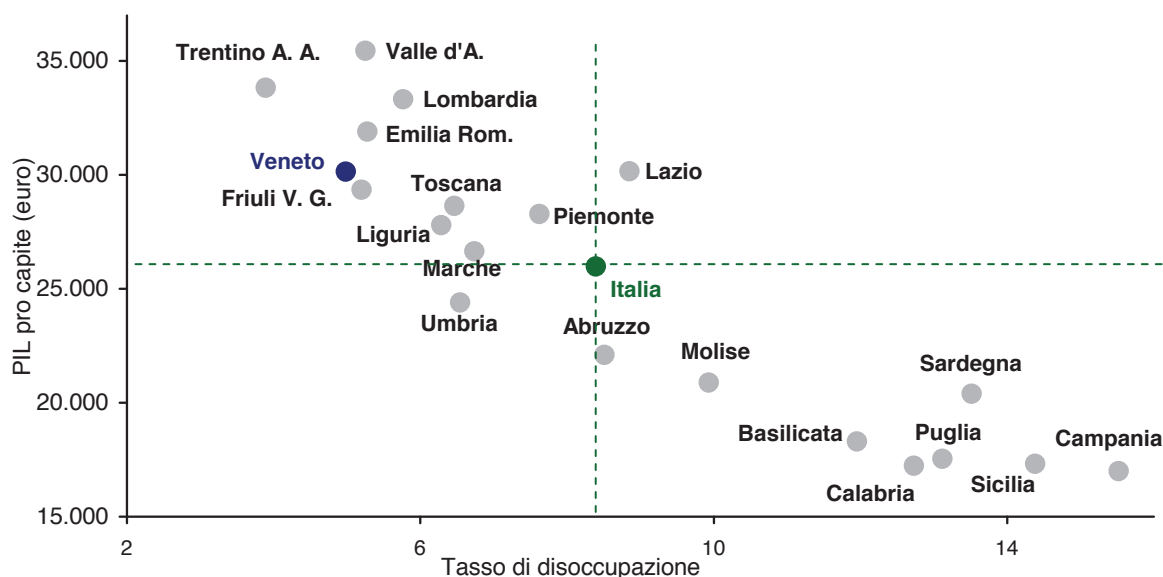 35.000
30.000
25.000
20.000
15.000
PIL pro capite (euro)
Trentino A. A.
Valle d'A.
Lombardia
Emilia Rom.
Veneto
Friuli V. G.
Toscana
Lazio
Liguria
Piemonte
Marche
Italia
Umbria
Abruzzo
Molise
Sardegna
Basilicata
Puglia
Campania
Calabria
Sicilia
2
6
10
14
Tasso di disoccupazione